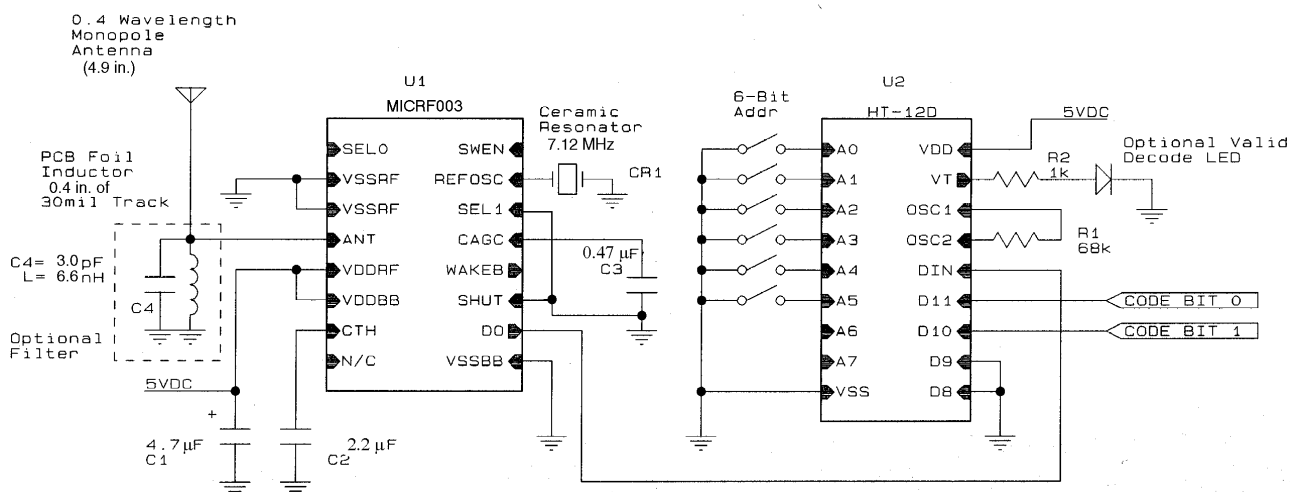 0.4 Wavelength
Monopole
Antenna
(4.9 in.)
PCB Foil
Inductor
0.4 in. of
30mil Track
C4= 3.0pF
L= 6.6nH
C4
Optional
Filter
5VDC
+
4.7 µF
C1
2.2 µF
C2
U1
MICRF003
SEL0
VSSRF
VSSRF
ANT
VDDRF
VDDBB
CTH
N/C
SWEN
REFOSC
SEL1
CAGC
WAKEB
SHUT
DO
VSSBB
Ceramic
Resonator
7.12 MHz
CR1
0.47 µF
C3
6-Bit
Addr
U2
HT-12D
A0
A1
A2
A3
A4
A5
A6
A7
VSS
VDD
VT
OSC1
OSC2
DIN
D11
D10
D9
D8
5VDC
Optional Valid
Decode LED
R2
1k
R1
68k
CODE BIT 0
CODE BIT 1